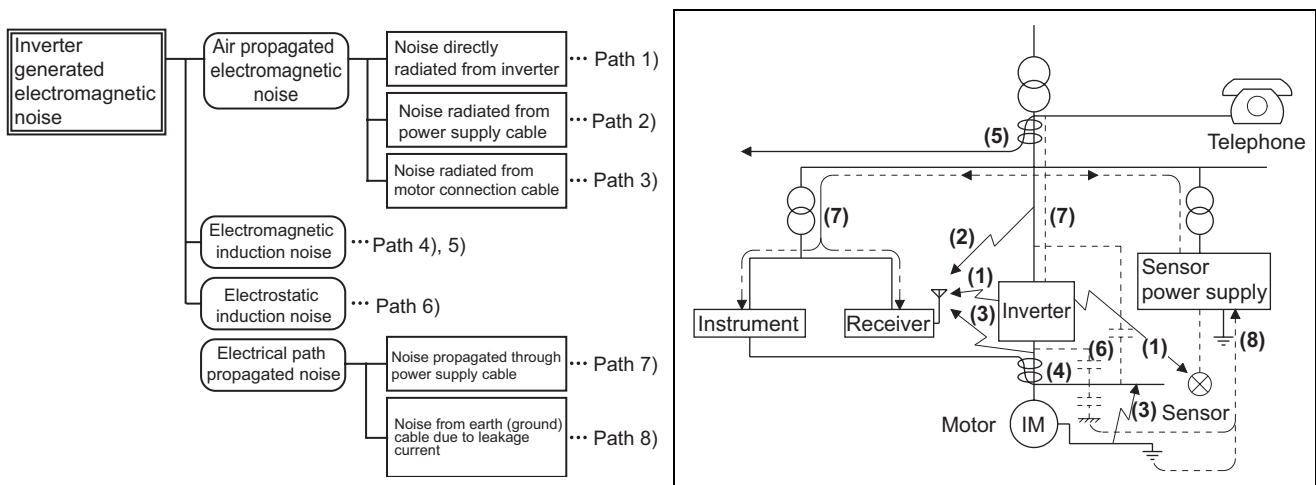 Inverter
generated
electromagnetic
noise
Air propagated
electromagnetic
noise
Noise directly
radiated from inverter
··· Path 1)
Noise radiated from
power supply cable
··· Path 2)
Noise radiated from
motor connection cable
··· Path 3)
Electromagnetic
induction noise
···Path 4), 5)
Electrostatic
induction noise
··· Path 6)
Electrical path
propagated noise
Noise propagated through
power supply cable
··· Path 7)
Noise from earth (ground)
cable due to leakage
current
··· Path 8)
(5)
Telephone
(7)
(7)
(2)
(1)
(3)
Sensor
power supply
Instrument
Receiver
Inverter
(6)
(1)
(8)
(4)
(3)
Sensor
Motor
IM